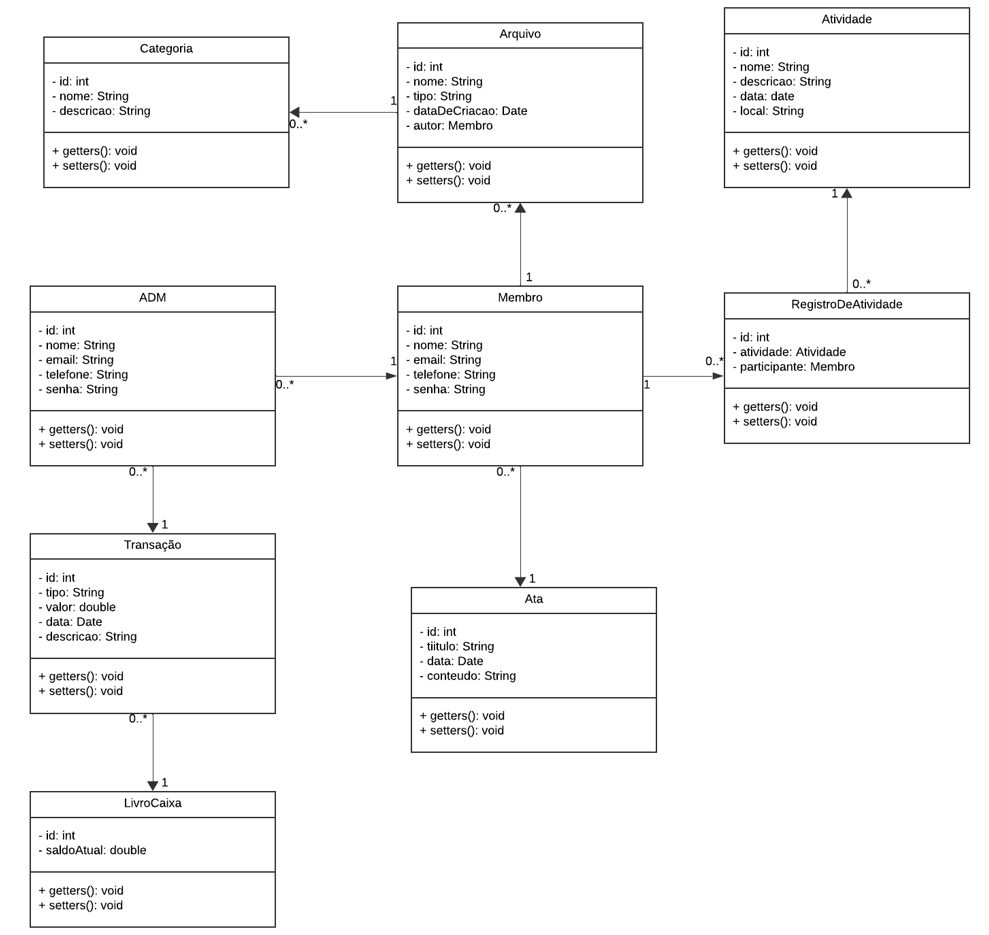 Categoria
- id: int
- nome: String
- descricao: String
+ getters(): void
+ setters(): void
Arquivo
- id: int
- nome: String
- tipo: String
- dataDeCriacao: Date
- autor: Membro
+ getters(): void
+ setters(): void
Atividade
- id: int
- nome: String
- descricao: String
- data: date
- local: String
+ getters(): void
+ setters(): void
1
0..*
0..*
1
1
0..*
ADM
- id: int
- nome: String
- email: String
- telefone: String
- senha: String
+ getters(): void
+ setters(): void
1
0..*
Membro
- id: int
- nome: String
- email: String
- telefone: String
- senha: String
+ getters(): void
+ setters(): void
0..*
1
RegistroDeAtividade
- id: int
- atividade: Atividade
- participante: Membro
+ getters(): void
+ setters(): void
0..*
1
0..*
1
Transação
- id: int
- tipo: String
- valor: double
- data: Date
- descricao: String
+ getters(): void
+ setters(): void
Ata
- id: int
- tiitulo: String
- data: Date
- conteudo: String
+ getters(): void
+ setters(): void
0..*
1
LivroCaixa
- id: int
- saldoAtual: double
+ getters(): void
+ setters(): void